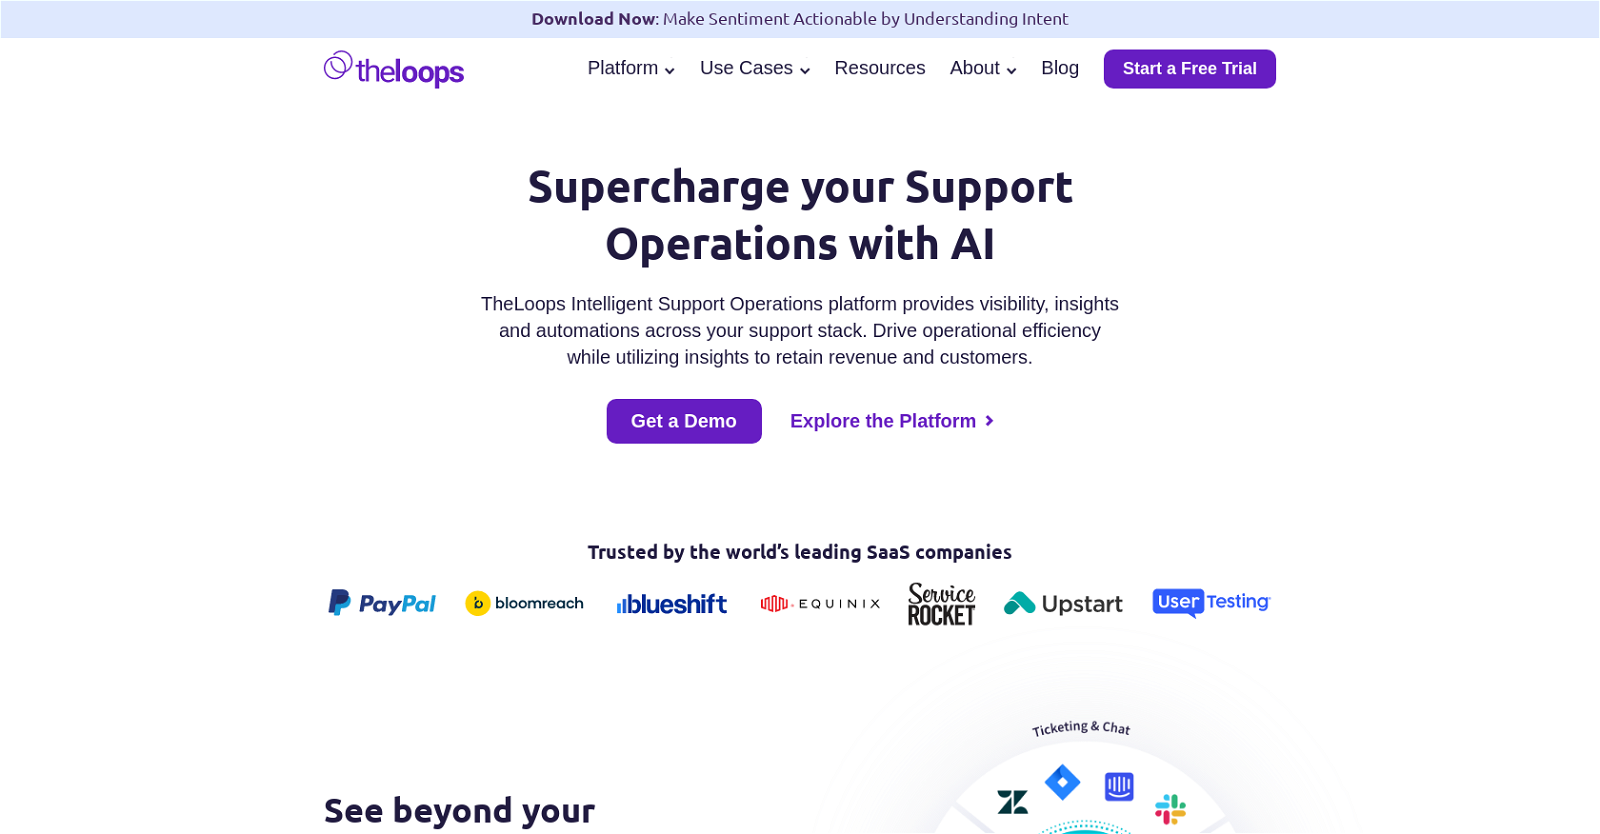 Download Now: Make Sentiment Actionable by Understanding Intent
theloops Platform Use Cases Resources About Blog Start a Free Trial
Supercharge your Support
Operations with AI
TheLoops Intelligent Support Operations platform provides visibility, insights
and automations across your support stack. Drive operational efficiency
while utilizing insights to retain revenue and customers.
Get a Demo Explore the Platform
Trusted by the world’s leading SaaS companies
PayPal bloomreach blueshift EQUINIX Service ROCKET Upstart UserTesting
Ticketing & Chat
See beyond your